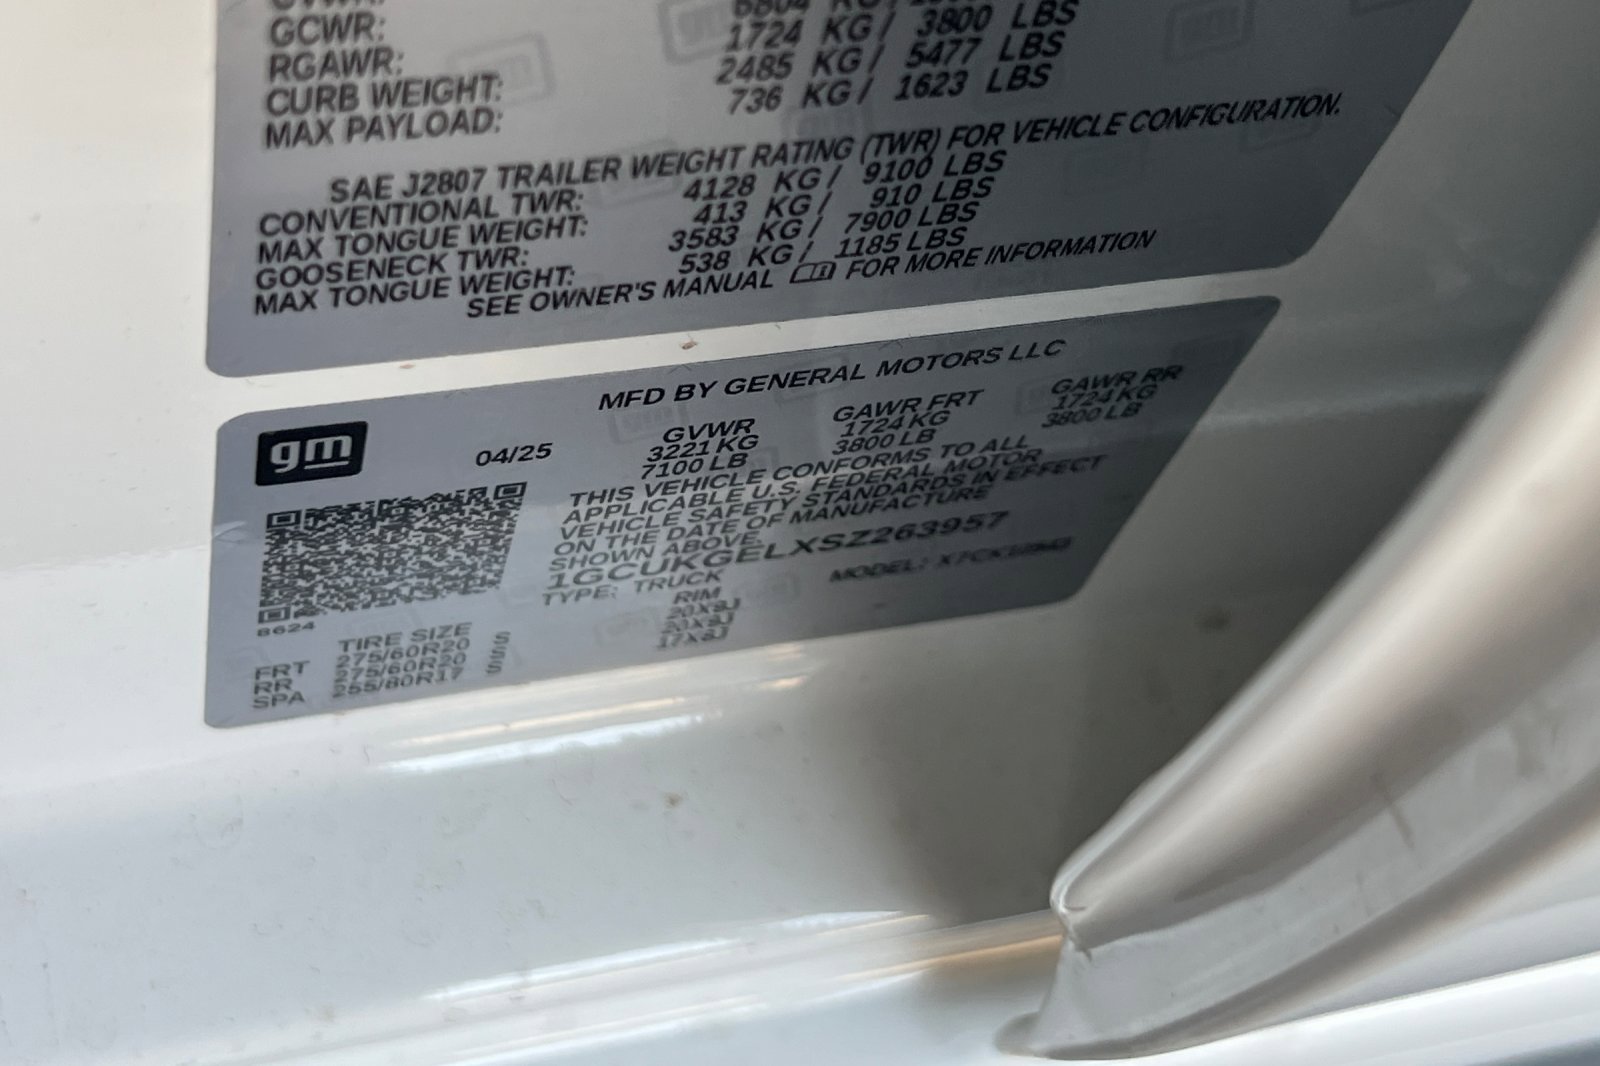 GCWR: KG/ LBS
RGAWR: 1724 KG/ 3800 LBS
CURB WEIGHT: 2485 KG/ 5477 LBS
MAX PAYLOAD: 736 KG/ 1623 LBS
SAE J2807 TRAILER WEIGHT RATING (TWR) FOR VEHICLE CONFIGURATION.
CONVENTIONAL TWR: 4128 KG/ 9100 LBS
MAX TONGUE WEIGHT: 413 KG/ 910 LBS
GOOSENECK TWR: 3583 KG/ 7900 LBS
MAX TONGUE WEIGHT: 538 KG/ 1185 LBS
SEE OWNER'S MANUAL FOR MORE INFORMATION
MFD BY GENERAL MOTORS LLC
gm
04/25
GVWR GAWR FRT GAWR RR
3221 KG 1724 KG 1724 KG
7100 LB 3800 LB 3800 LB
THIS VEHICLE CONFORMS TO ALL
APPLICABLE U.S. FEDERAL MOTOR
VEHICLE SAFETY STANDARDS IN EFFECT
ON THE DATE OF MANUFACTURE
SHOWN ABOVE.
1GCUKGELXSZ263957
TYPE: TRUCK MODEL:
8624
TIRE SIZE RIM
FRT 275/60R20 S 20X9J
RR 275/60R20 S 20X9J
SPA 255/80R17 S 17X8J